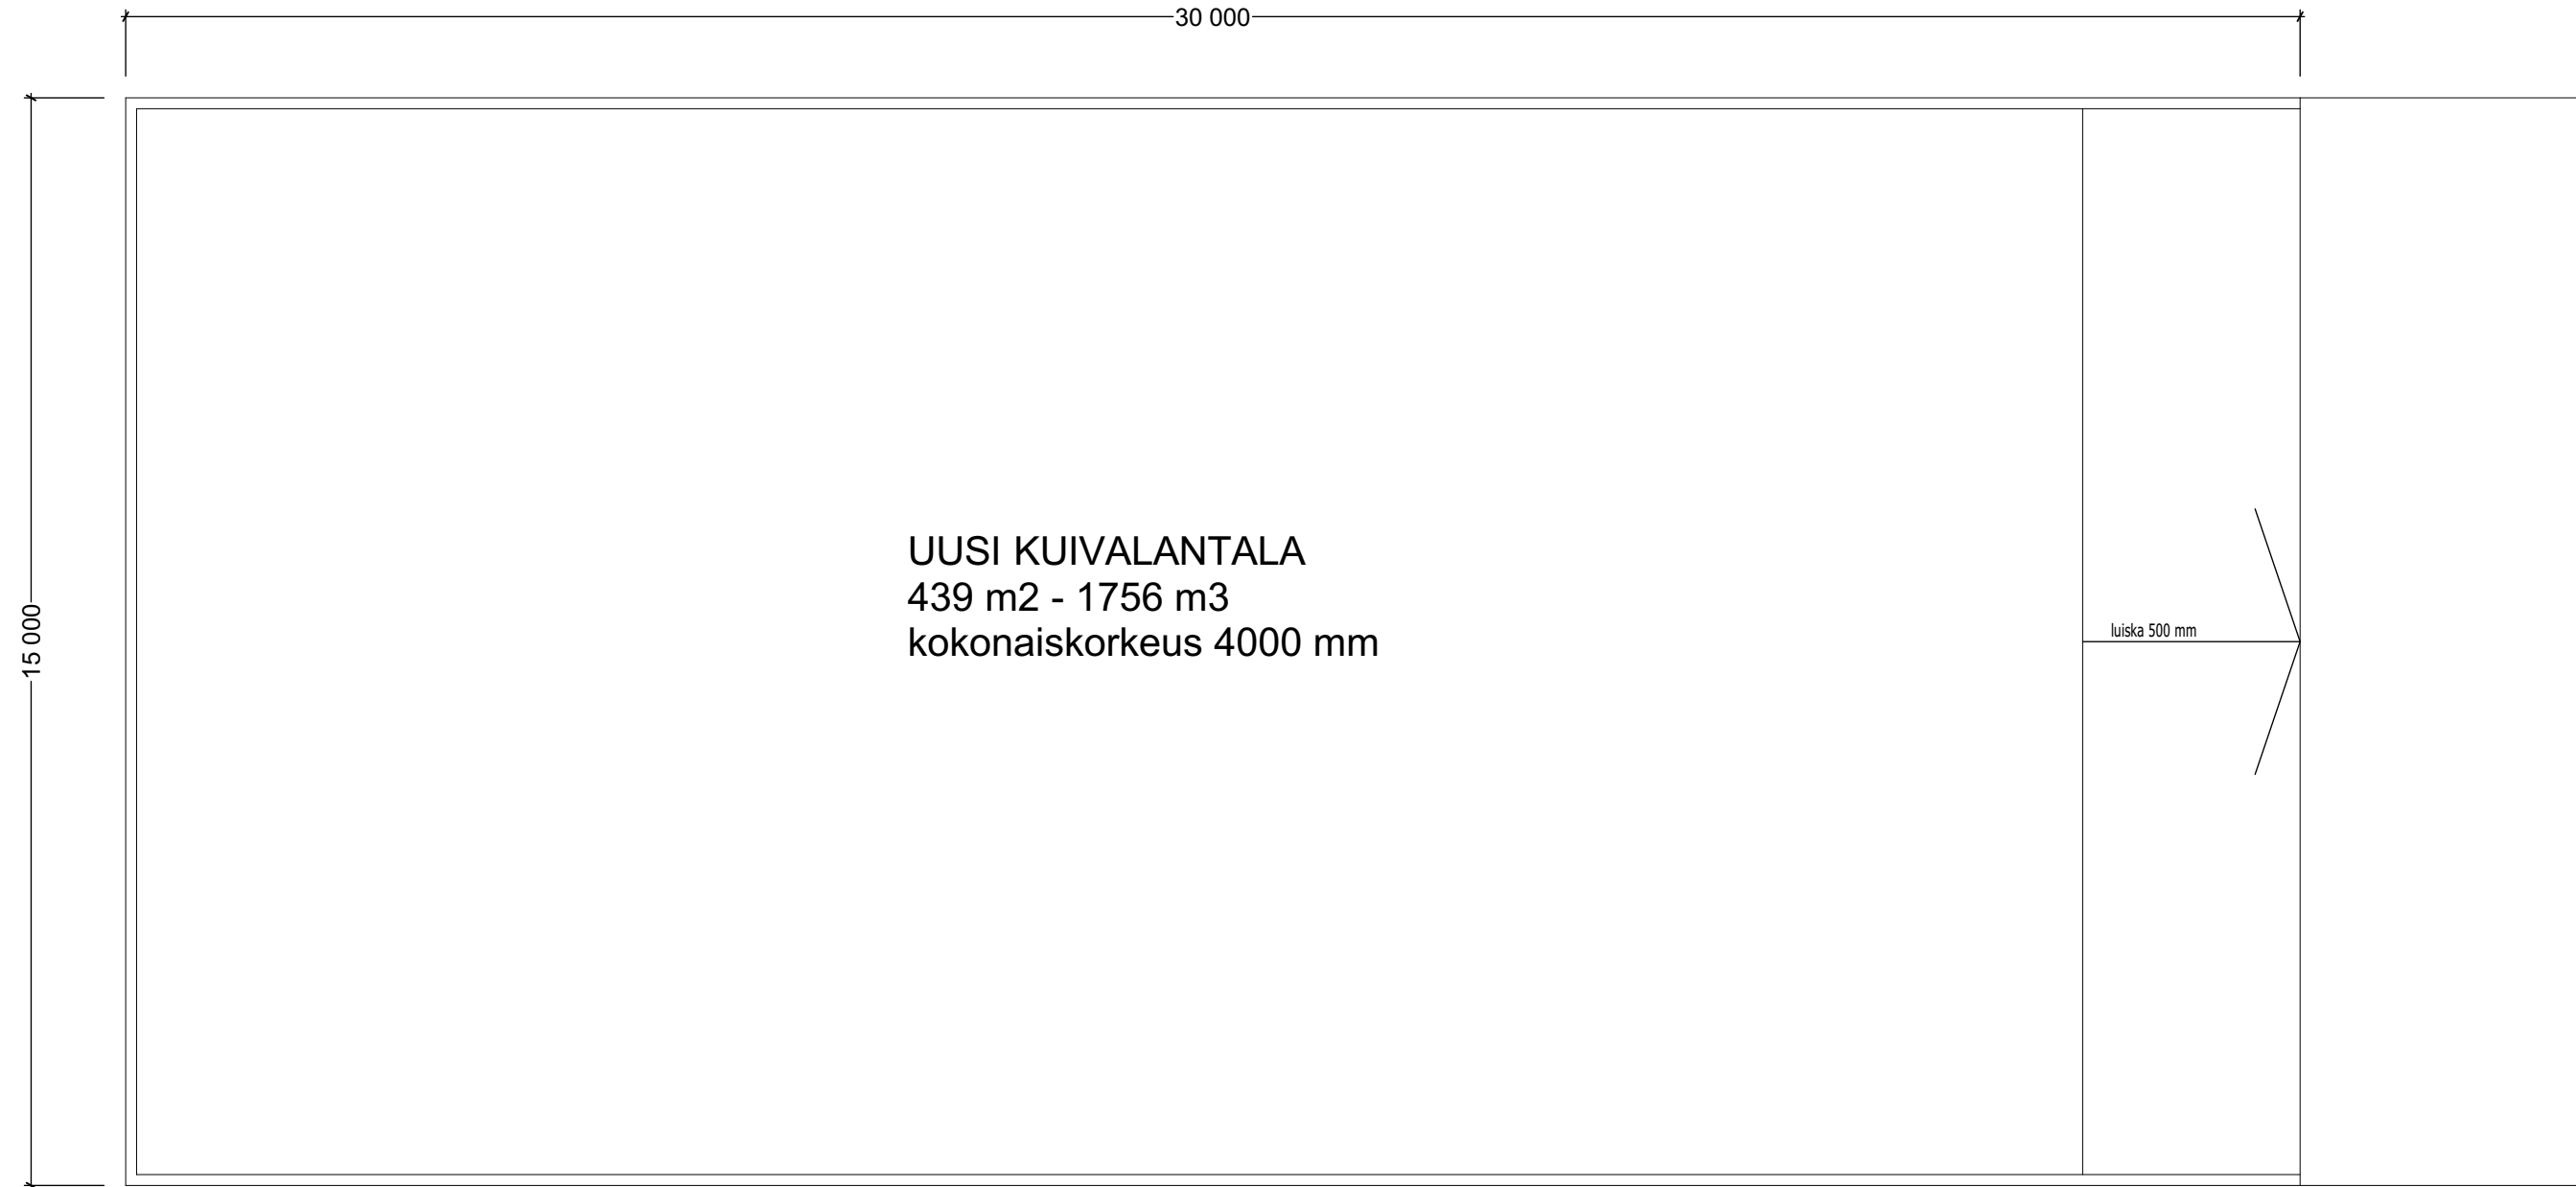 30 000
UUSI KUIVALANTALA
439 m2 - 1756 m3
kokonaiskorkeus 4000 mm
luiska 500 mm
15 000